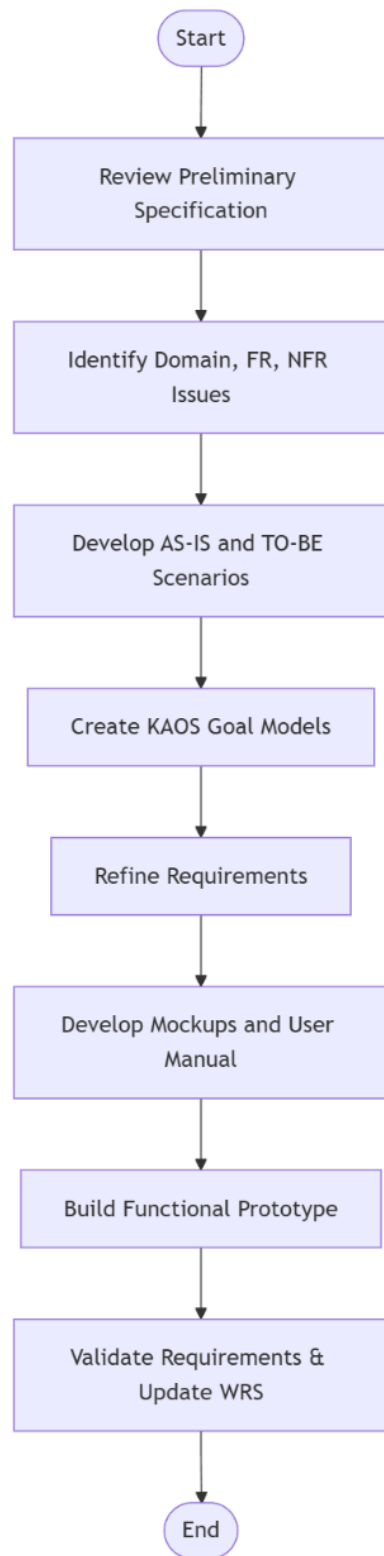 Start
Review Preliminary
Specification
Identify Domain, FR, NFR
Issues
Develop AS-IS and TO-BE
Scenarios
Create KAOS Goal Models
Refine Requirements
Develop Mockups and User
Manual
Build Functional Prototype
Validate Requirements &
Update WRS
End